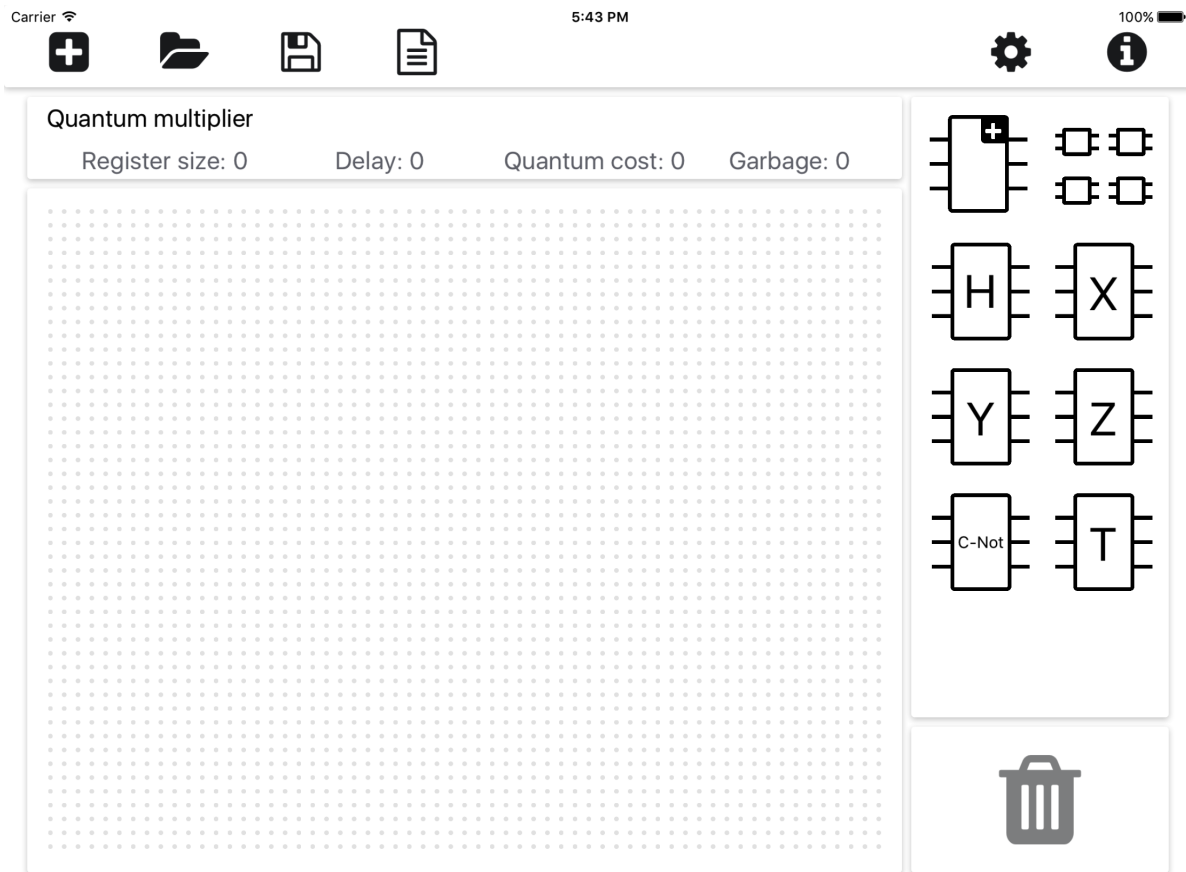 Carrier 5:43 PM 100%
Quantum multiplier
Register size: 0 Delay: 0 Quantum cost: 0 Garbage: 0
H X
Y Z
C-Not T